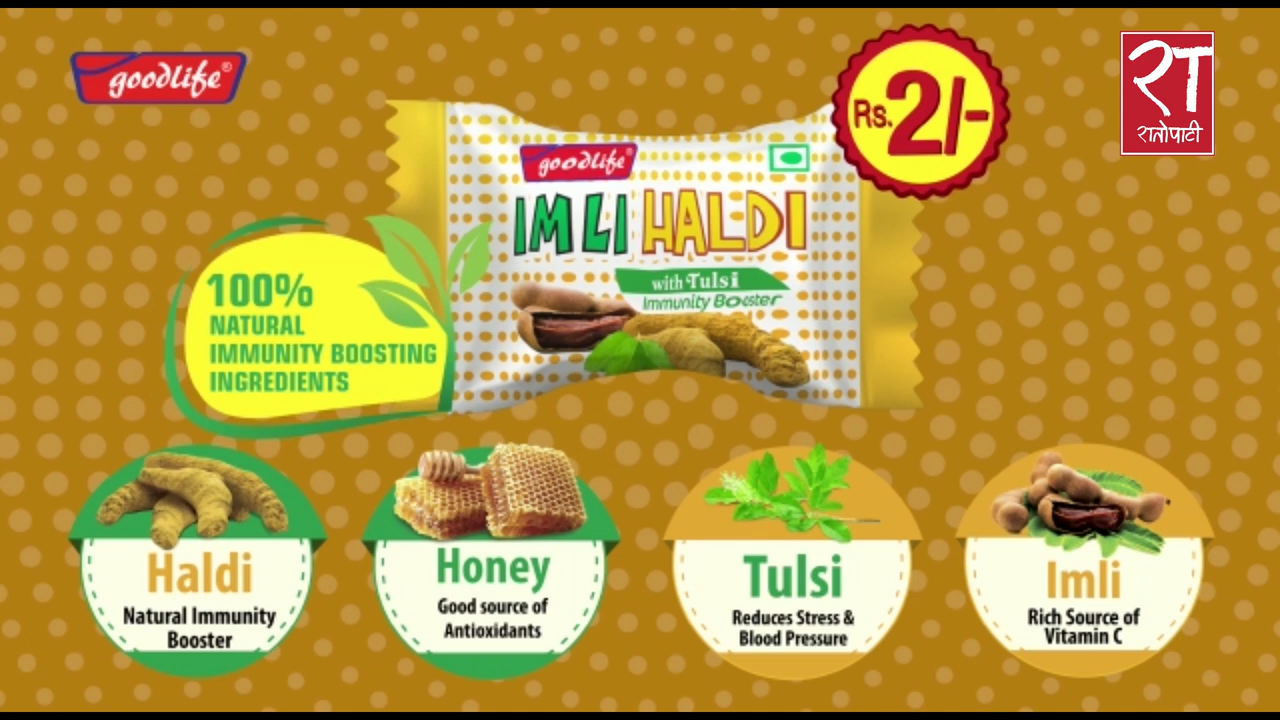 goodlife®
Rs. 2/-
रा
रातोपाटी
goodlife®
IMLI HALDI
with Tulsi
Immunity Booster
100%
NATURAL
IMMUNITY BOOSTING
INGREDIENTS
Haldi
Natural Immunity
Booster
Honey
Good source of
Antioxidants
Tulsi
Reduces Stress &
Blood Pressure
Imli
Rich Source of
Vitamin C